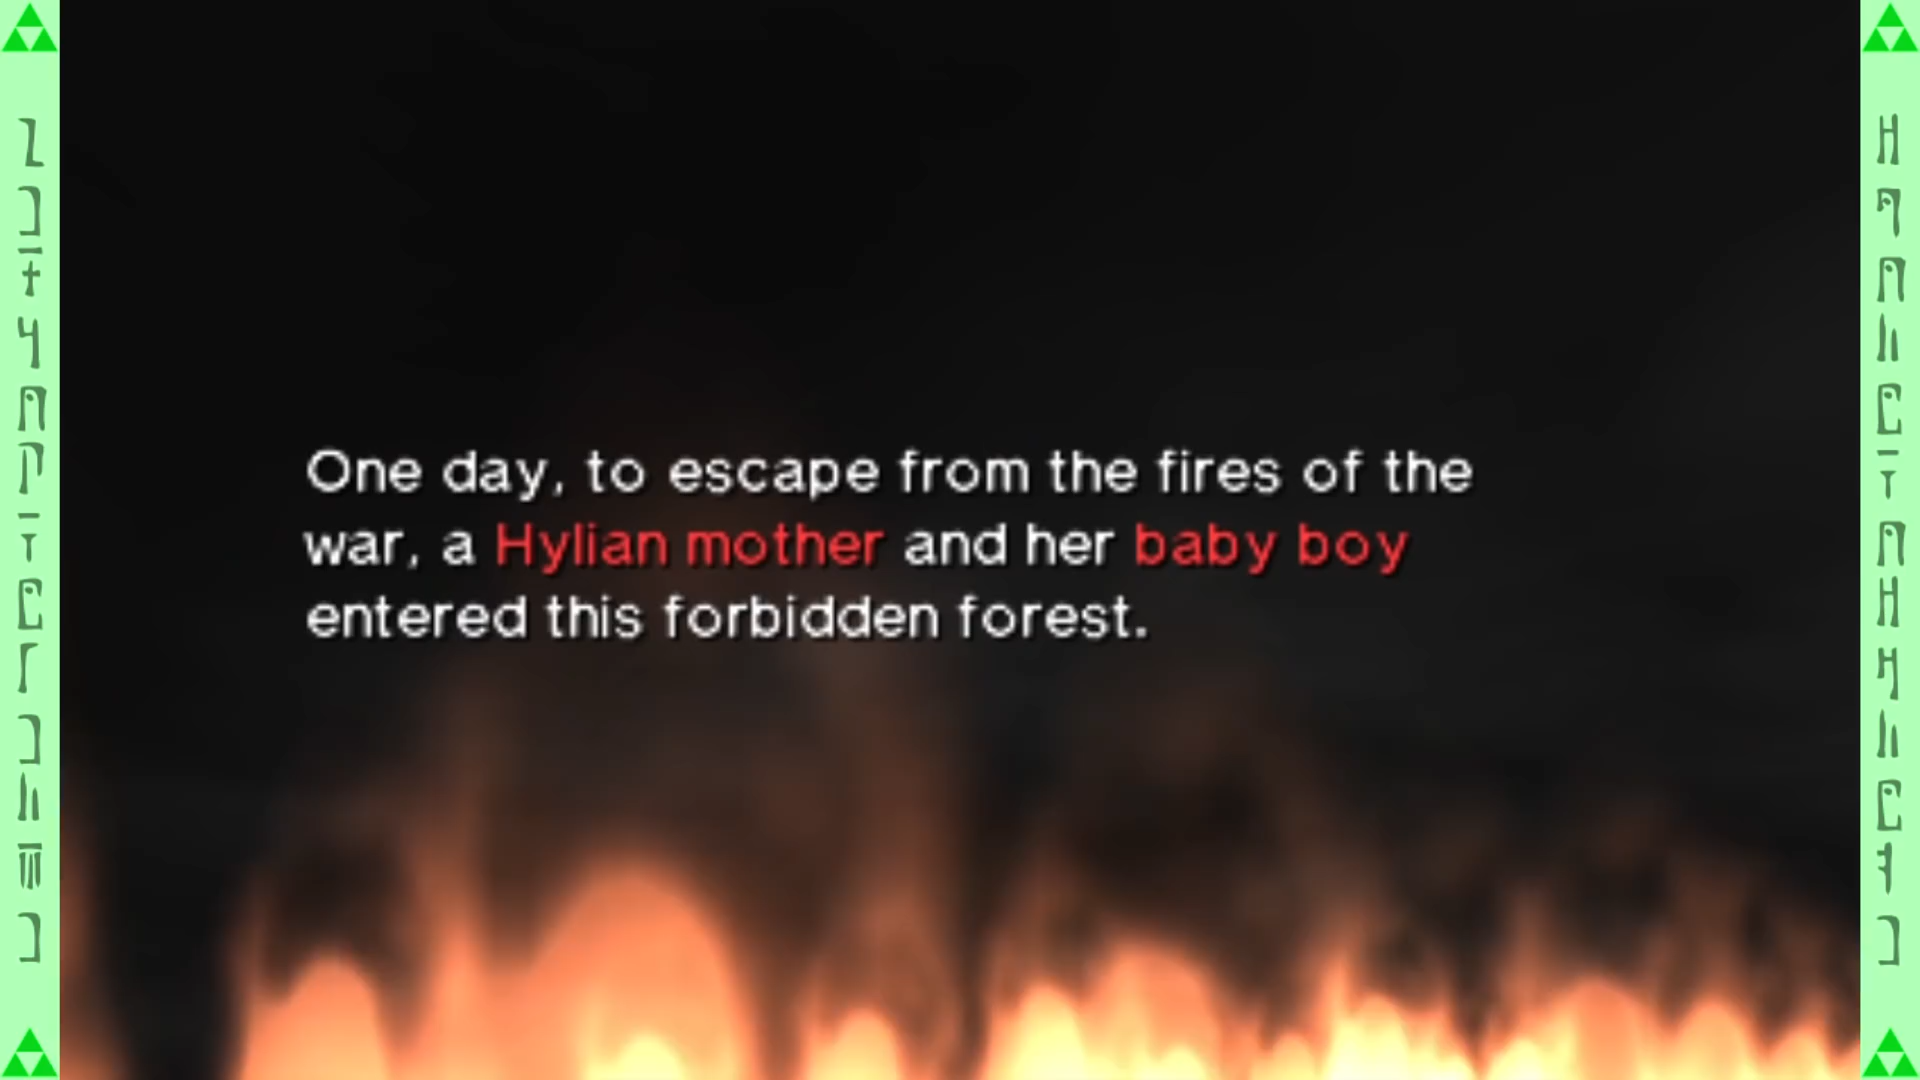 One day, to escape from the fires of the
war, a Hylian mother and her baby boy
entered this forbidden forest.